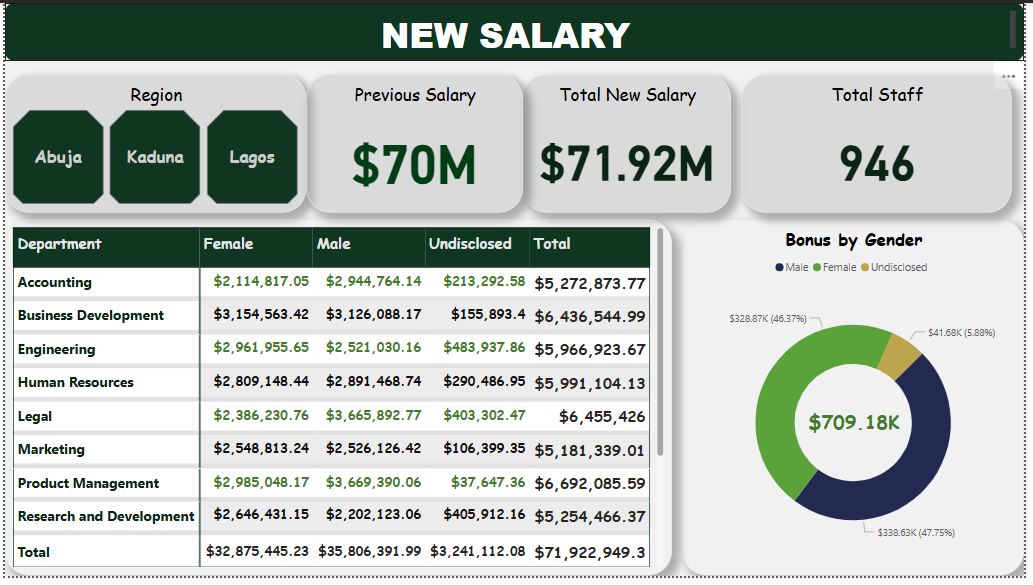 NEW SALARY
Region
Abuja
Kaduna
Lagos
Previous Salary
$70M
Total New Salary
$71.92M
Total Staff
946
Department Female Male Undisclosed Total
Accounting $2,114,817.05 $2,944,764.14 $213,292.58 $5,272,873.77
Business Development $3,154,563.42 $3,126,088.17 $155,893.4 $6,436,544.99
Engineering $2,961,955.65 $2,521,030.16 $483,937.86 $5,966,923.67
Human Resources $2,809,148.44 $2,891,468.74 $290,486.95 $5,991,104.13
Legal $2,386,230.76 $3,665,892.77 $403,302.47 $6,455,426
Marketing $2,548,813.24 $2,526,126.42 $106,399.35 $5,181,339.01
Product Management $2,985,048.17 $3,669,390.06 $37,647.36 $6,692,085.59
Research and Development $2,646,431.15 $2,202,123.06 $405,912.16 $5,254,466.37
Total $32,875,445.23 $35,806,391.99 $3,241,112.08 $71,922,949.3
Bonus by Gender
Male Female Undisclosed
$328.87K (46.37%)
$41.68K (5.88%)
$709.18K
$338.63K (47.75%)